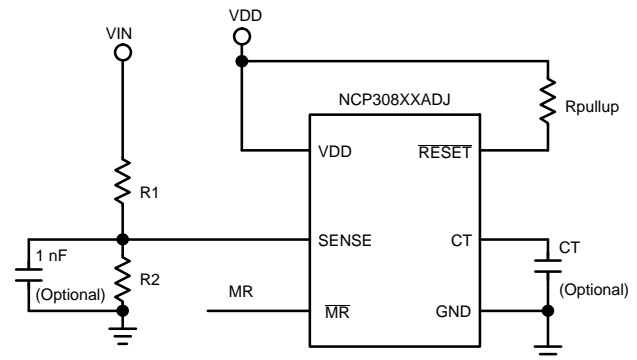 VDD
VIN
NCP308XXADJ
Rpullup
VDD
RESET
R1
1 nF
SENSE
CT
CT
R2
(Optional)
(Optional)
MR
MR
GND